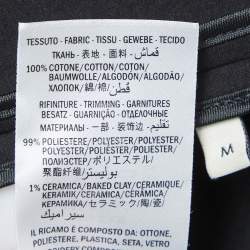 TESSUTO - FABRIC - TISSU - GEWEBE - TECIDO
ТКАНЬ - 表地 - 面料 - قماش
100% COTONE/COTTON/COTON/
BAUMWOLLE/ALGODÓN/ALGODÃO/
ХЛОПОК/綿/棉/قطن
RIFINITURE - TRIMMING - GARNITURES
BESATZ - GUARNIÇÃO - ORDEŽADURA
МАТЕРИАЛЫ - 一部 - 装饰边 - تقليم
99% POLIESTERE/POLYESTER/
POLYESTER/POLIÉSTER/
ПОЛИЭСТЕР/ポリエステル/
聚酯纤维/بوليستر
1% CERAMICA/BAKED CLAY/CÉRAMIQUE/
KERAMIK/CERÁMICA/CERÂMICA/
КЕРАМИКА/セラミック/陶/瓷/
سيراميك
IL RICAMO È COMPOSTO DA: OTTONE,
POLIESTERE, PLASTICA, SETA, VETRO.
M